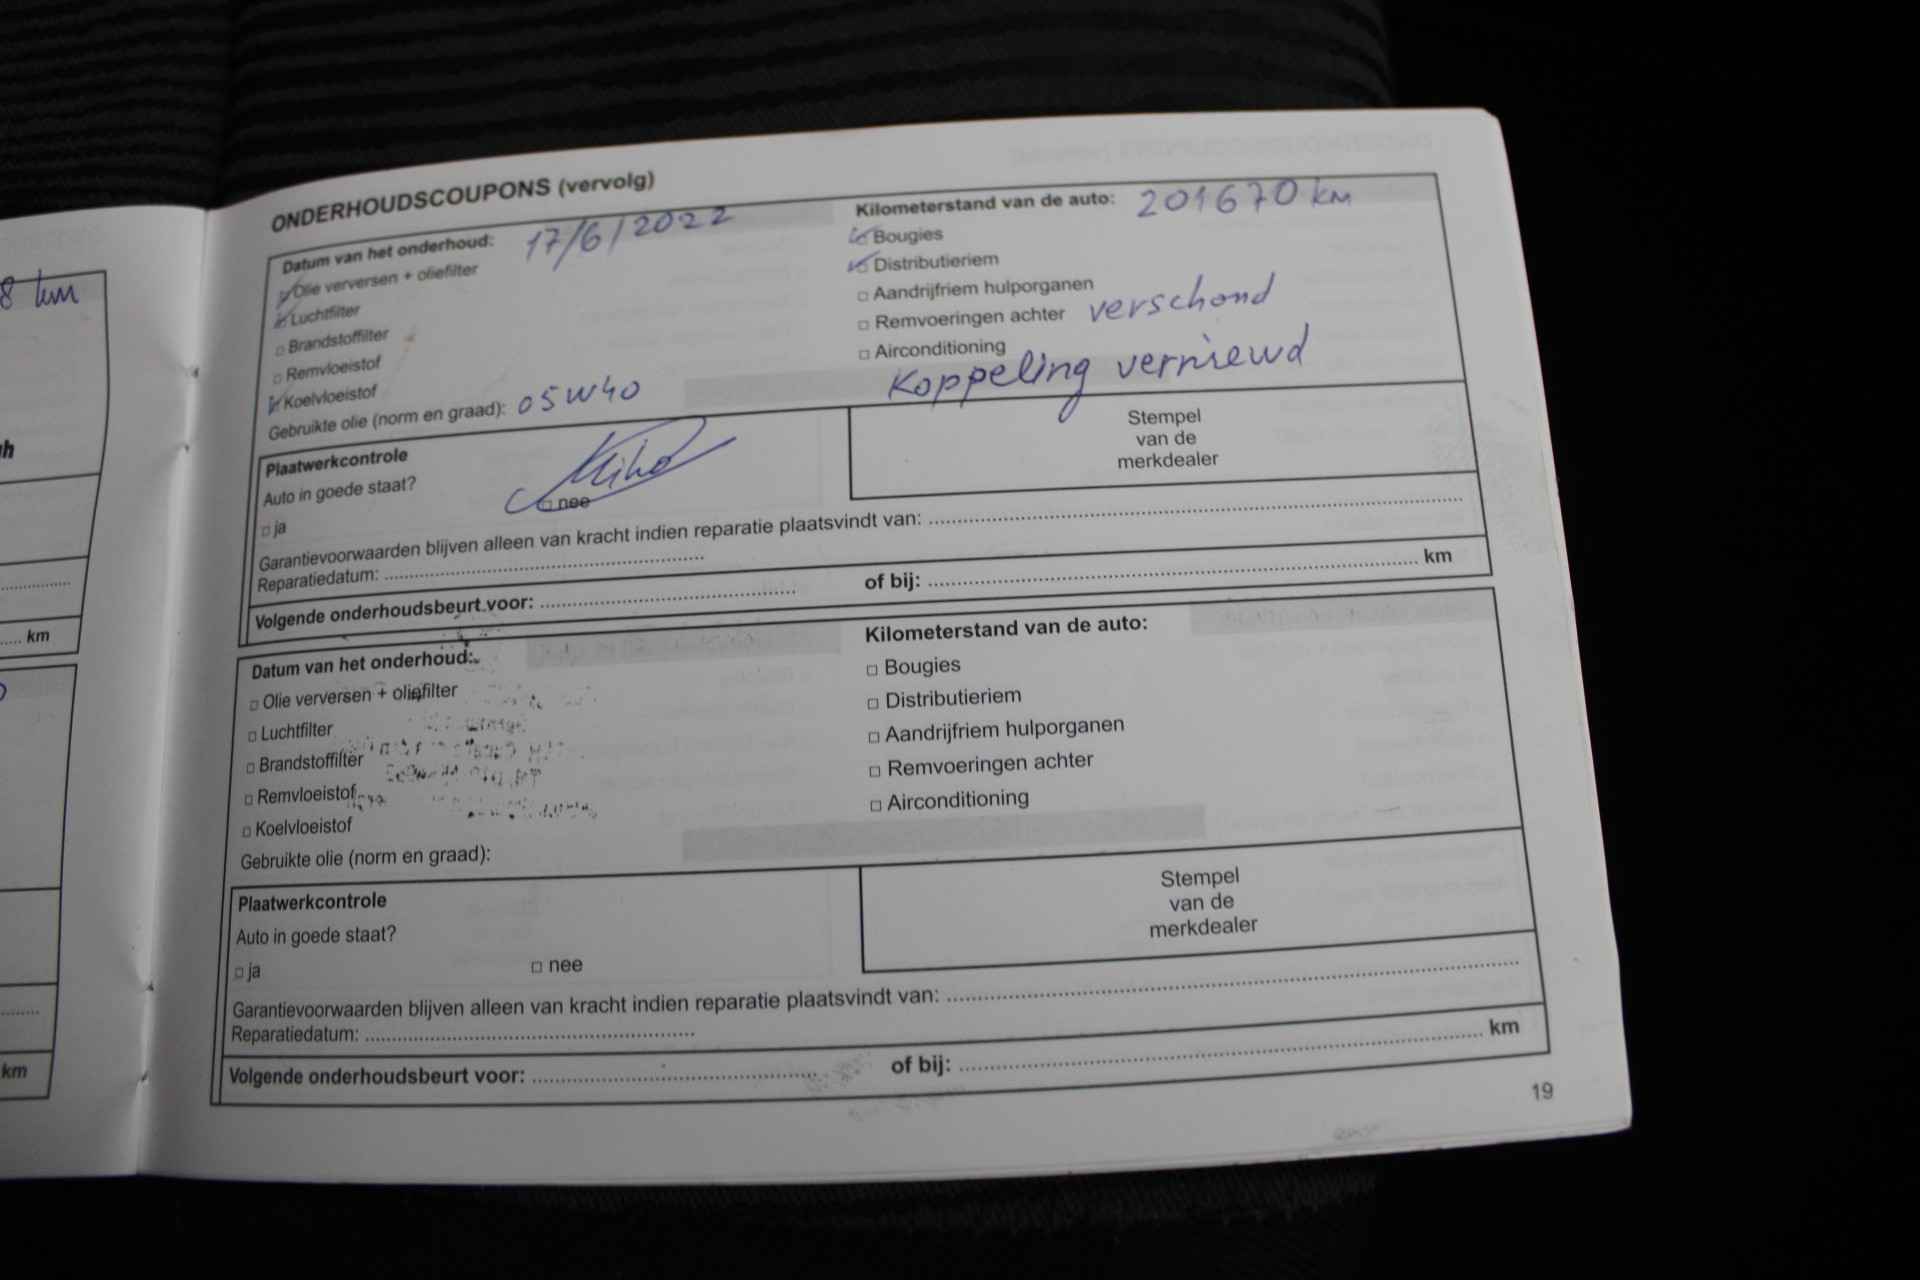 8 km
h
..... km
km
ONDERHOUDSCOUPONS (vervolg)
Datum van het onderhoud: 17/6/2022 Kilometerstand van de auto: 201670 km
Olie verversen + oliefilter
Luchtfilter
□ Brandstoffilter
□ Remvloeistof
Koelvloeistof
Gebruikte olie (norm en graad): 05W40
Bougies
Distributieriem
□ Aandrijfriem hulporganen
□ Remvoeringen achter verschond
□ Airconditioning
Koppeling verniewd
Plaatwerkcontrole
Auto in goede staat?
□ ja □ nee
Stempel
van de
merkdealer
Garantievoorwaarden blijven alleen van kracht indien reparatie plaatsvindt van: ..........
Reparatiedatum: ..........
Volgende onderhoudsbeurt voor: .......... of bij: .......... km
Datum van het onderhoud: Kilometerstand van de auto:
□ Olie verversen + oliefilter
□ Luchtfilter
□ Brandstoffilter
□ Remvloeistof
□ Koelvloeistof
Gebruikte olie (norm en graad):
□ Bougies
□ Distributieriem
□ Aandrijfriem hulporganen
□ Remvoeringen achter
□ Airconditioning
Plaatwerkcontrole
Auto in goede staat?
□ ja □ nee
Stempel
van de
merkdealer
Garantievoorwaarden blijven alleen van kracht indien reparatie plaatsvindt van: ..........
Reparatiedatum: ..........
Volgende onderhoudsbeurt voor: .......... of bij: .......... km
19